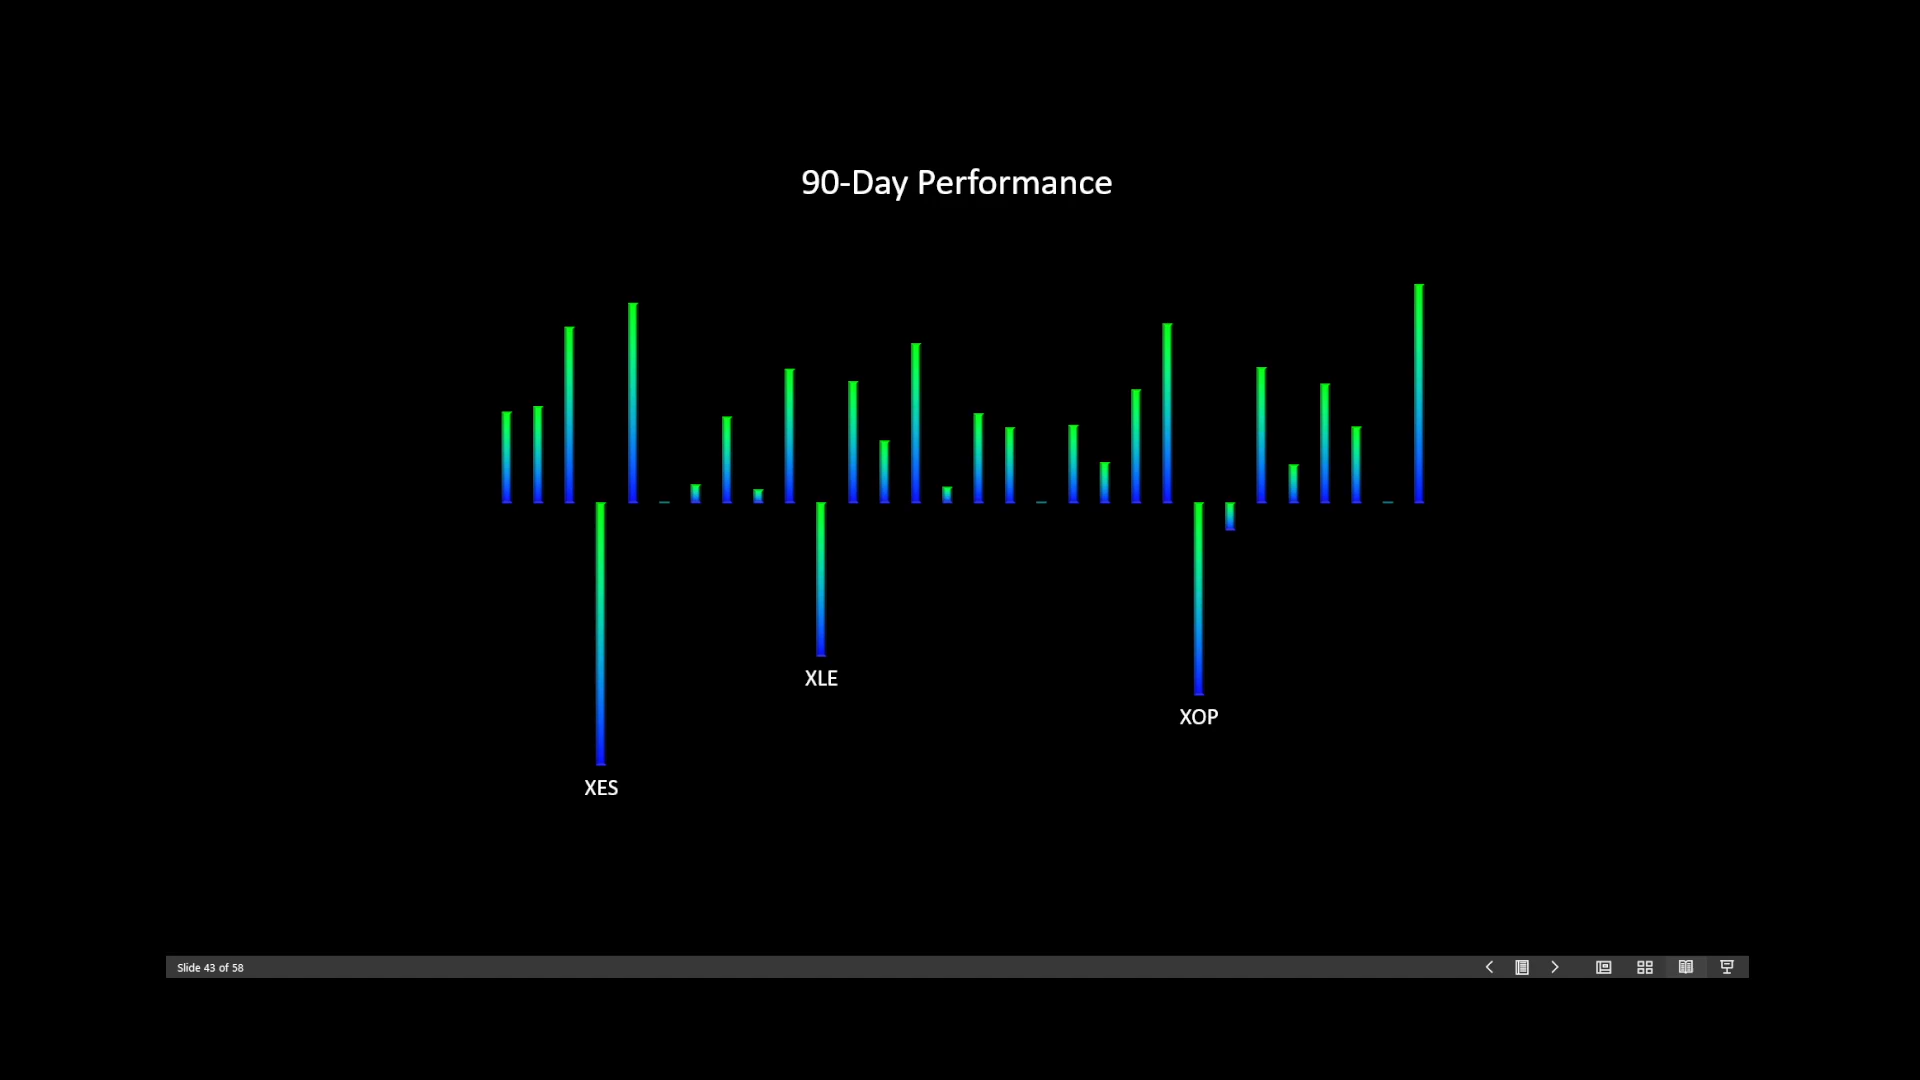 90-Day Performance
XLE
XOP
XES
Slide 43 of 58